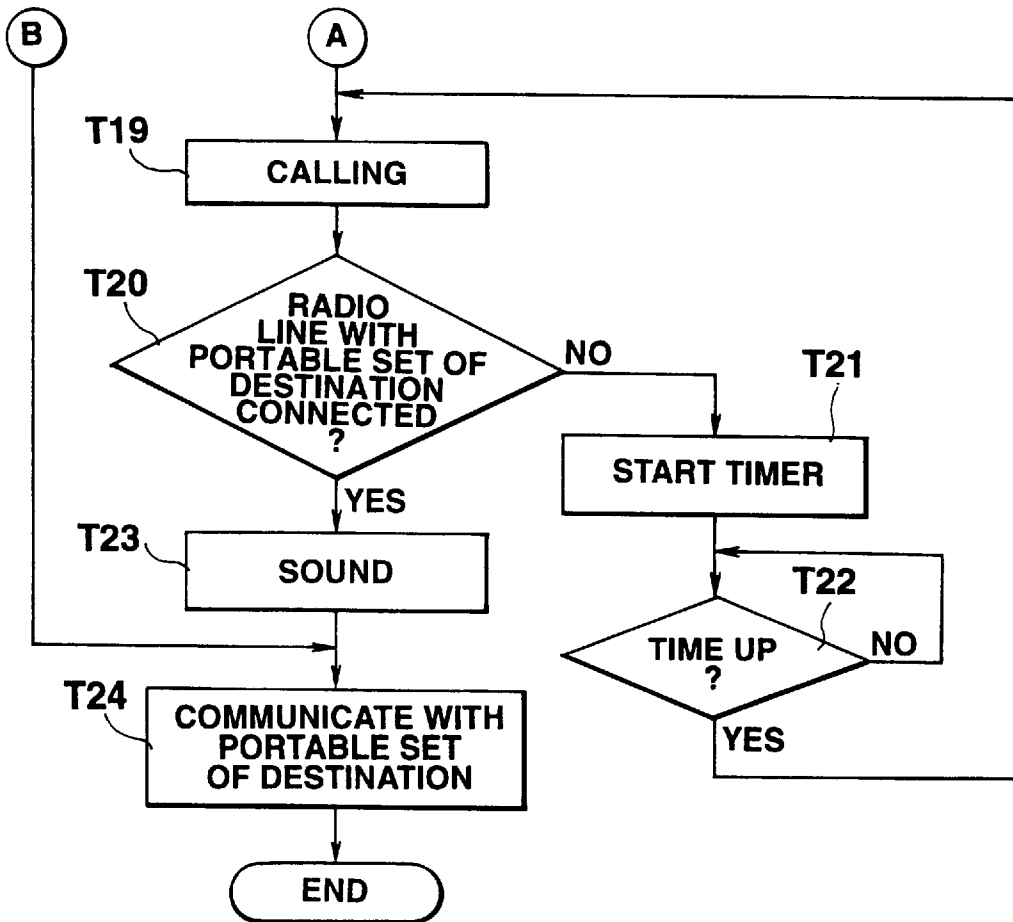 B
A
T19
CALLING
T20
RADIO
LINE WITH
PORTABLE SET OF
DESTINATION
CONNECTED
?
NO
YES
T21
START TIMER
T22
TIME UP
?
NO
YES
T23
SOUND
T24
COMMUNICATE WITH
PORTABLE SET
OF DESTINATION
END